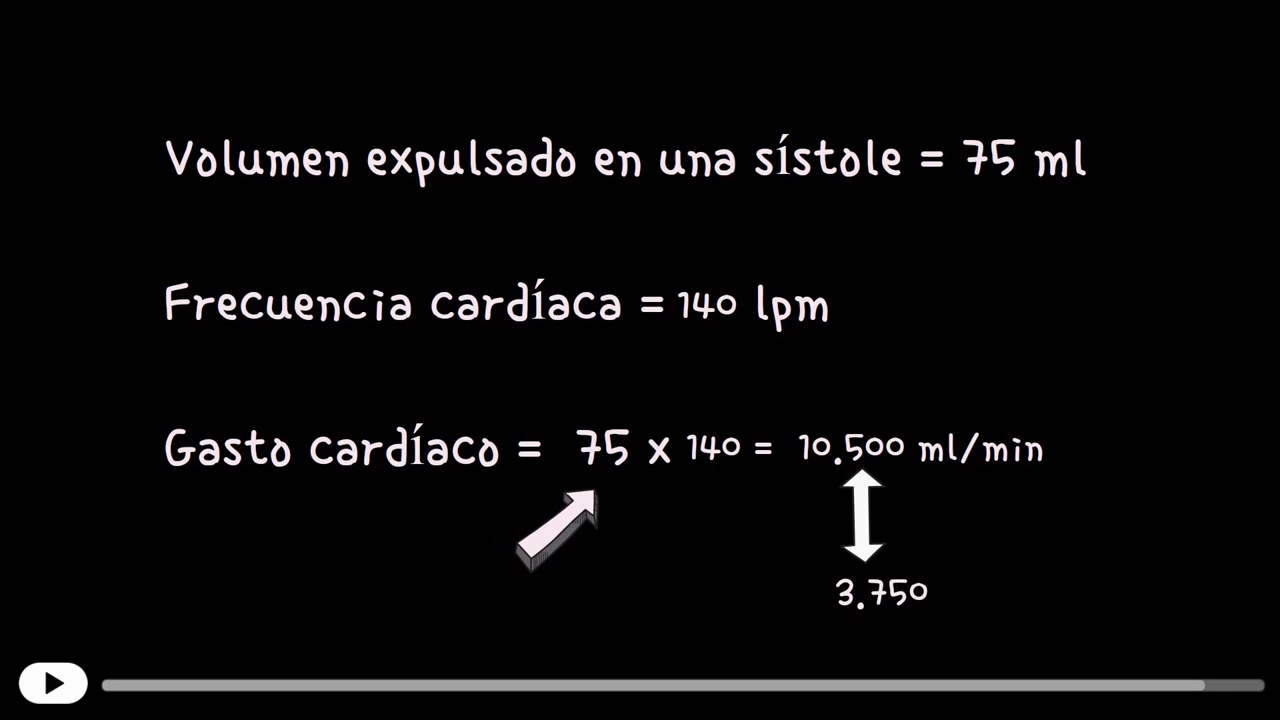 Volumen expulsado en una sístole = 75 ml
Frecuencia cardíaca = 140 lpm
Gasto cardíaco = 75 x 140 = 10.500 ml/min
3.750